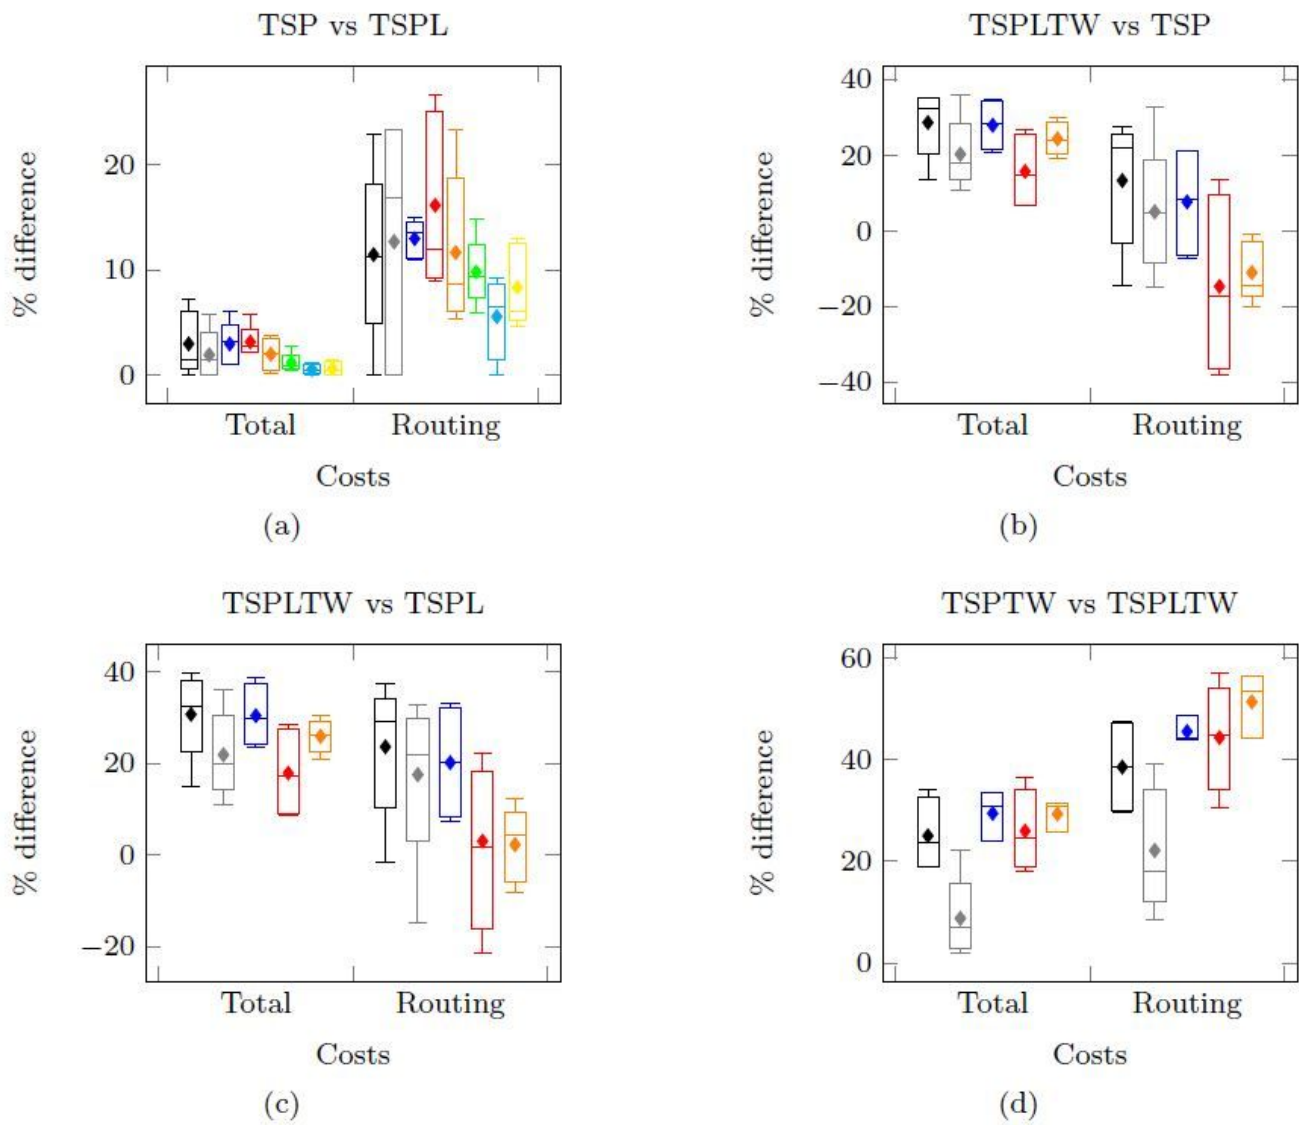 TSP vs TSPL
% difference
20
10
0
Total Routing
Costs
(a)
TSPLTW vs TSP
% difference
40
20
0
−20
−40
Total Routing
Costs
(b)
TSPLTW vs TSPL
% difference
40
20
0
−20
Total Routing
Costs
(c)
TSPTW vs TSPLTW
% difference
60
40
20
0
Total Routing
Costs
(d)